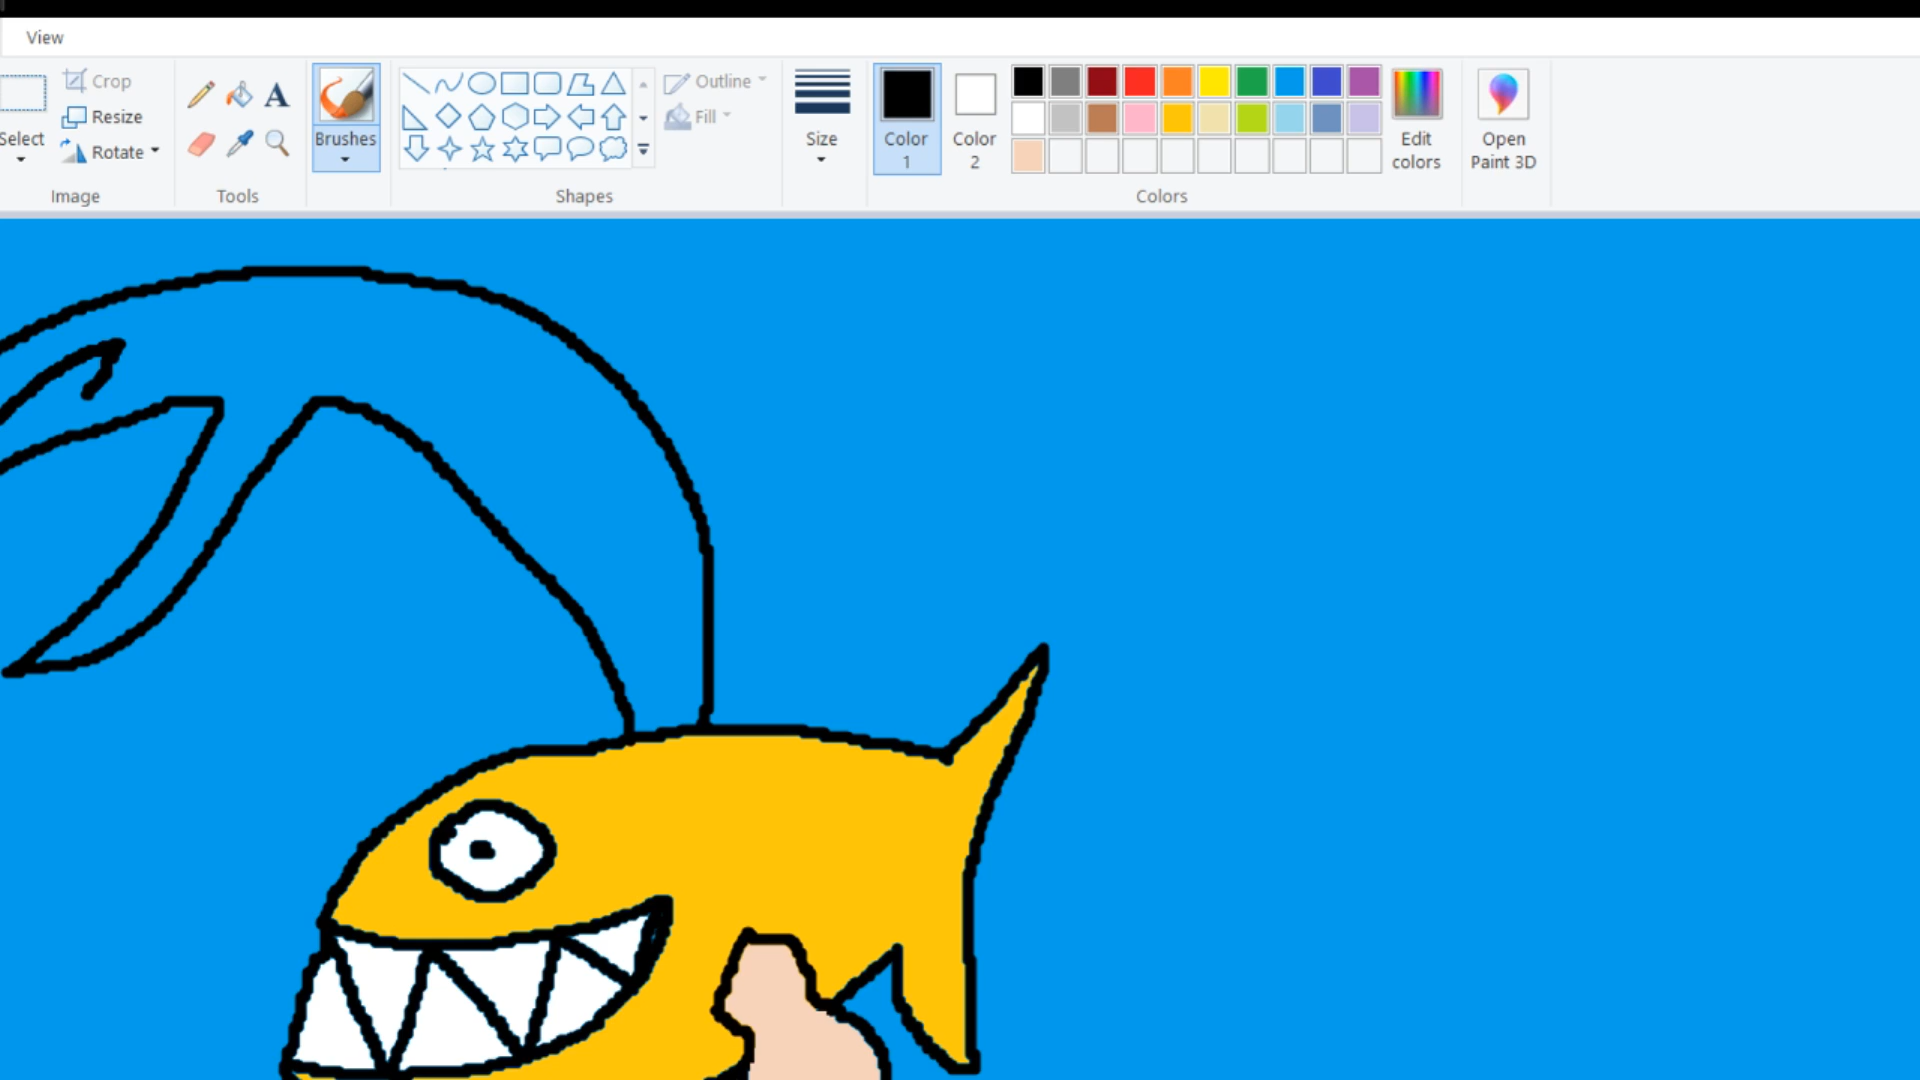 View
Crop
Resize
Rotate
Select
Image
A
Tools
Brushes
Shapes
Outline
Fill
Size
Color
1
Color
2
Colors
Edit
colors
Open
Paint 3D